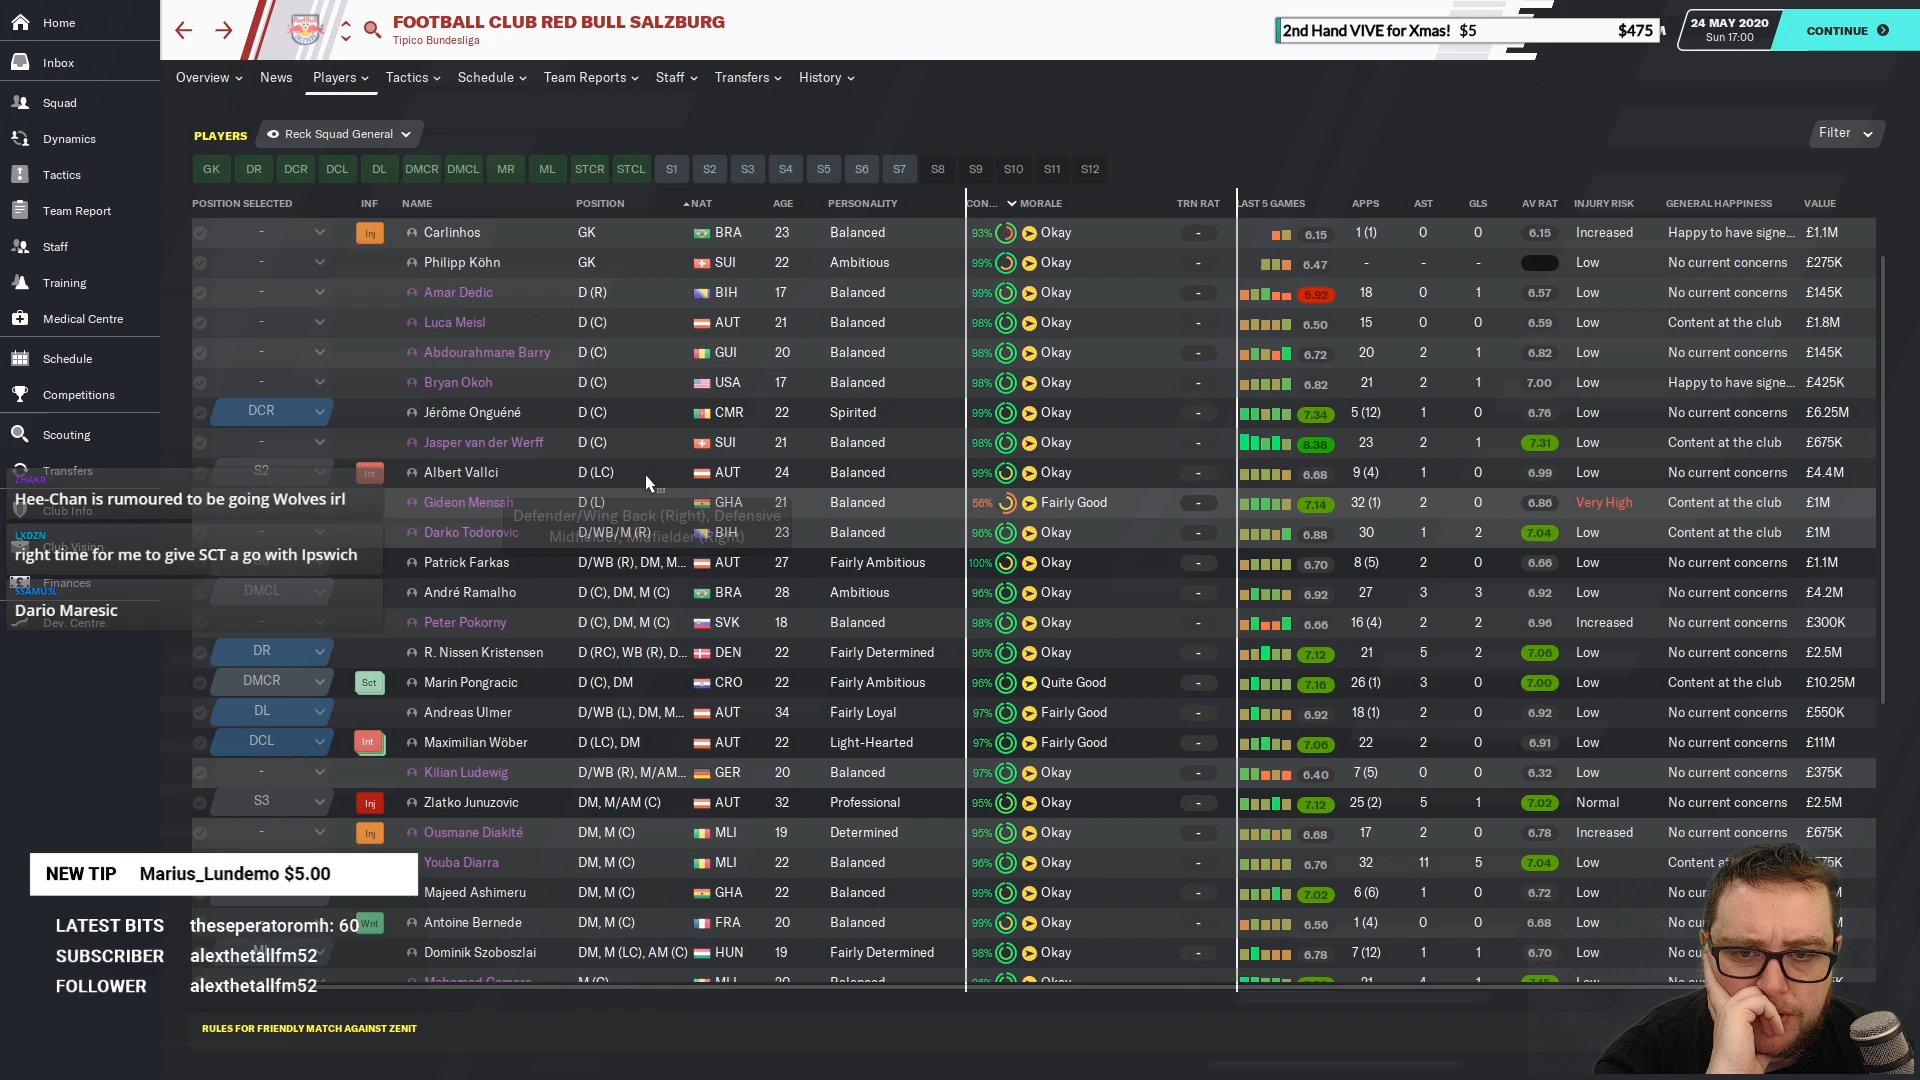 Home
Inbox
Squad
Dynamics
Tactics
Team Report
Staff
Training
Medical Centre
Schedule
Competitions
Scouting
Transfers
Club Info
Club Vision
Finances
Dev. Centre
FOOTBALL CLUB RED BULL SALZBURG
Tipico Bundesliga
2nd Hand VIVE for Xmas! $5 $475
24 MAY 2020
Sun 17:00
CONTINUE
Overview News Players Tactics Schedule Team Reports Staff Transfers History
PLAYERS Reck Squad General Filter
GK DR DCR DCL DL DMCR DMCL MR ML STCR STCL S1 S2 S3 S4 S5 S6 S7 S8 S9 S10 S11 S12
POSITION SELECTED INF NAME POSITION NAT AGE PERSONALITY CON... MORALE TRN RAT LAST 5 GAMES APPS AST GLS AV RAT INJURY RISK GENERAL HAPPINESS VALUE
- Inj Carlinhos GK BRA 23 Balanced 93% Okay - 6.15 1 (1) 0 0 6.15 Increased Happy to have signe... £1.1M
- Philipp Köhn GK SUI 22 Ambitious 99% Okay - 6.47 - - - Low No current concerns £275K
- Amar Dedic D (R) BIH 17 Balanced 99% Okay - 5.92 18 0 1 6.57 Low No current concerns £145K
- Luca Meisl D (C) AUT 21 Balanced 98% Okay - 6.50 15 0 0 6.59 Low Content at the club £1.8M
- Abdourahmane Barry D (C) GUI 20 Balanced 98% Okay - 6.72 20 2 1 6.82 Low No current concerns £145K
- Bryan Okoh D (C) USA 17 Balanced 98% Okay - 6.82 21 2 1 7.00 Low Happy to have signe... £425K
DCR Jérôme Onguéné D (C) CMR 22 Spirited 99% Okay - 7.34 5 (12) 1 0 6.76 Low No current concerns £6.25M
- Jasper van der Werff D (C) SUI 21 Balanced 98% Okay - 8.38 23 2 1 7.31 Low Content at the club £675K
S2 Int Albert Vallci D (LC) AUT 24 Balanced 99% Okay - 6.68 9 (4) 1 0 6.99 Low No current concerns £4.4M
Gideon Mensah D (L) GHA 21 Balanced 56% Fairly Good - 7.14 32 (1) 2 0 6.86 Very High Content at the club £1M
Darko Todorovic D/WB/M (R) BIH 23 Balanced 96% Okay - 6.88 30 1 2 7.04 Low Content at the club £1M
Patrick Farkas D/WB (R), DM, M... AUT 27 Fairly Ambitious 100% Okay - 6.70 8 (5) 2 0 6.66 Low No current concerns £1.1M
DMCL André Ramalho D (C), DM, M (C) BRA 28 Ambitious 96% Okay - 6.92 27 3 3 6.92 Low No current concerns £4.2M
- Peter Pokorny D (C), DM, M (C) SVK 18 Balanced 98% Okay - 6.66 16 (4) 2 2 6.96 Increased No current concerns £300K
DR R. Nissen Kristensen D (RC), WB (R), D... DEN 22 Fairly Determined 96% Okay - 7.12 21 5 2 7.06 Low No current concerns £2.5M
DMCR Sct Marin Pongracic D (C), DM CRO 22 Fairly Ambitious 96% Quite Good - 7.16 26 (1) 3 0 7.00 Low Content at the club £10.25M
DL Andreas Ulmer D/WB (L), DM, M... AUT 34 Fairly Loyal 97% Fairly Good - 6.92 18 (1) 2 0 6.92 Low No current concerns £550K
DCL Int Maximilian Wöber D (LC), DM AUT 22 Light-Hearted 97% Fairly Good - 7.06 22 2 0 6.91 Low No current concerns £11M
- Kilian Ludewig D/WB (R), M/AM... GER 20 Balanced 97% Okay - 6.40 7 (5) 0 0 6.32 Low No current concerns £375K
S3 Inj Zlatko Junuzovic DM, M/AM (C) AUT 32 Professional 95% Okay - 7.12 25 (2) 5 1 7.02 Normal No current concerns £2.5M
- Inj Ousmane Diakité DM, M (C) MLI 19 Determined 95% Okay - 6.68 17 2 0 6.78 Increased No current concerns £675K
Youba Diarra DM, M (C) MLI 22 Balanced 96% Okay - 6.76 32 11 5 7.04 Low Content
Majeed Ashimeru DM, M (C) GHA 22 Balanced 99% Okay - 7.02 6 (6) 1 0 6.72 Low No
Wnt Antoine Bernede DM, M (C) FRA 20 Balanced 99% Okay - 6.56 1 (4) 0 0 6.68 Low No
Dominik Szoboszlai DM, M (LC), AM (C) HUN 19 Fairly Determined 98% Okay - 6.78 7 (12) 1 1 6.70 Low No
Defender/Wing Back (Right), Defensive
Midfielder, Midfielder (Right)
ZHAKR
Hee-Chan is rumoured to be going Wolves irl
LXDZN
right time for me to give SCT a go with Ipswich
SSAMU3L
Dario Maresic
NEW TIP Marius_Lundemo $5.00
LATEST BITS theseperatoromh: 60
SUBSCRIBER alexthetallfm52
FOLLOWER alexthetallfm52
RULES FOR FRIENDLY MATCH AGAINST ZENIT